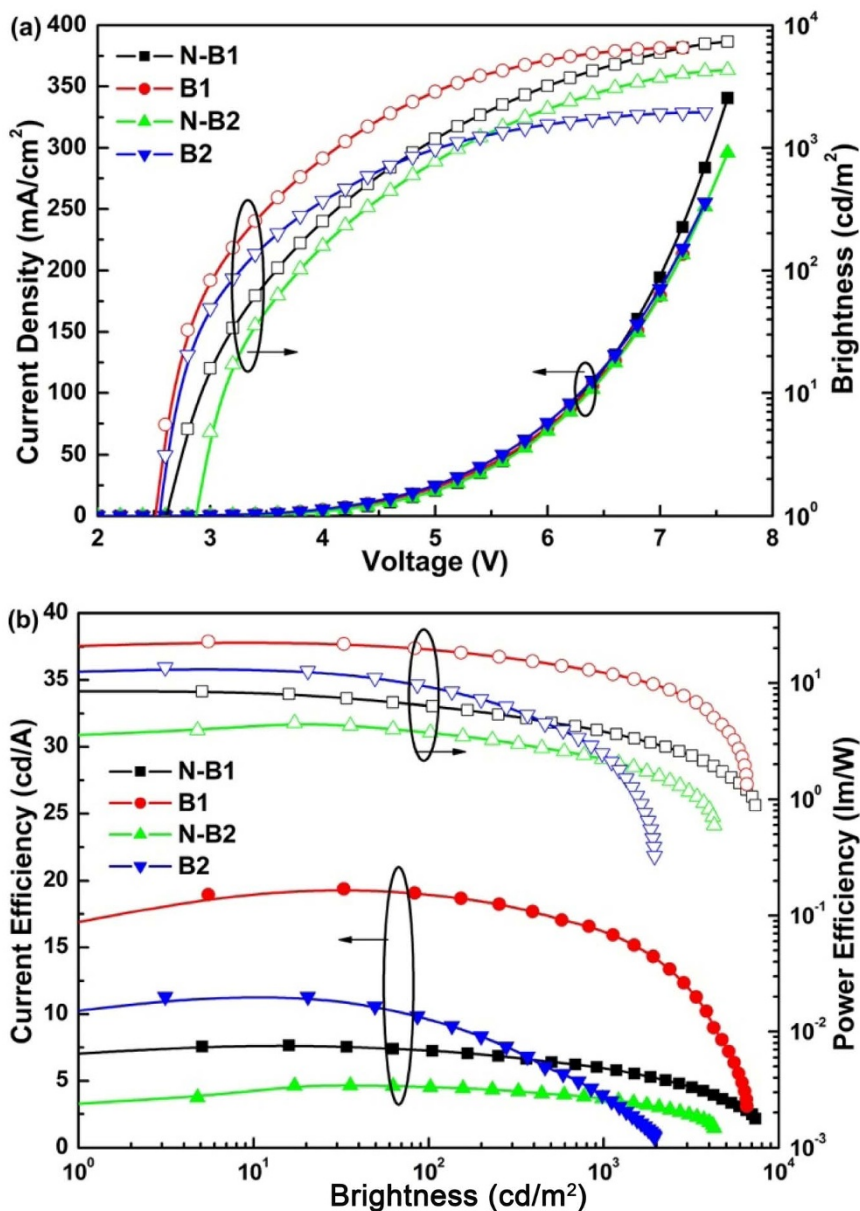 (a)
400
350
300
250
200
150
100
50
0
Current Density (mA/cm²)
N-B1
B1
N-B2
B2
10⁴
10³
10²
10¹
10⁰
Brightness (cd/m²)
2 3 4 5 6 7 8
Voltage (V)
(b)
40
35
30
25
20
15
10
5
0
Current Efficiency (cd/A)
N-B1
B1
N-B2
B2
10¹
10⁰
10⁻¹
10⁻²
10⁻³
Power Efficiency (lm/W)
10⁰ 10¹ 10² 10³ 10⁴
Brightness (cd/m²)